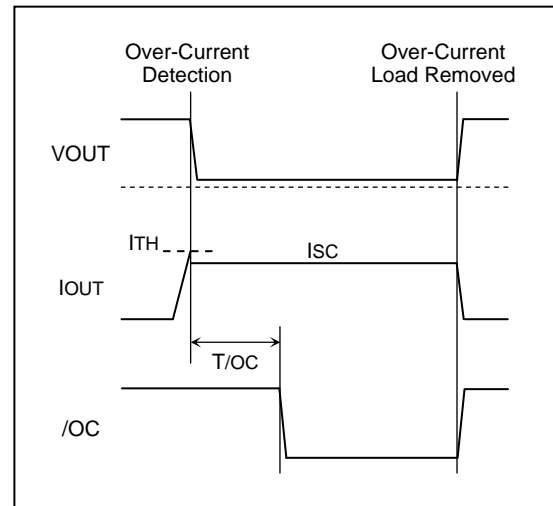 Over-Current
Detection
Over-Current
Load Removed
VOUT
ITH
ISC
IOUT
T/OC
/OC